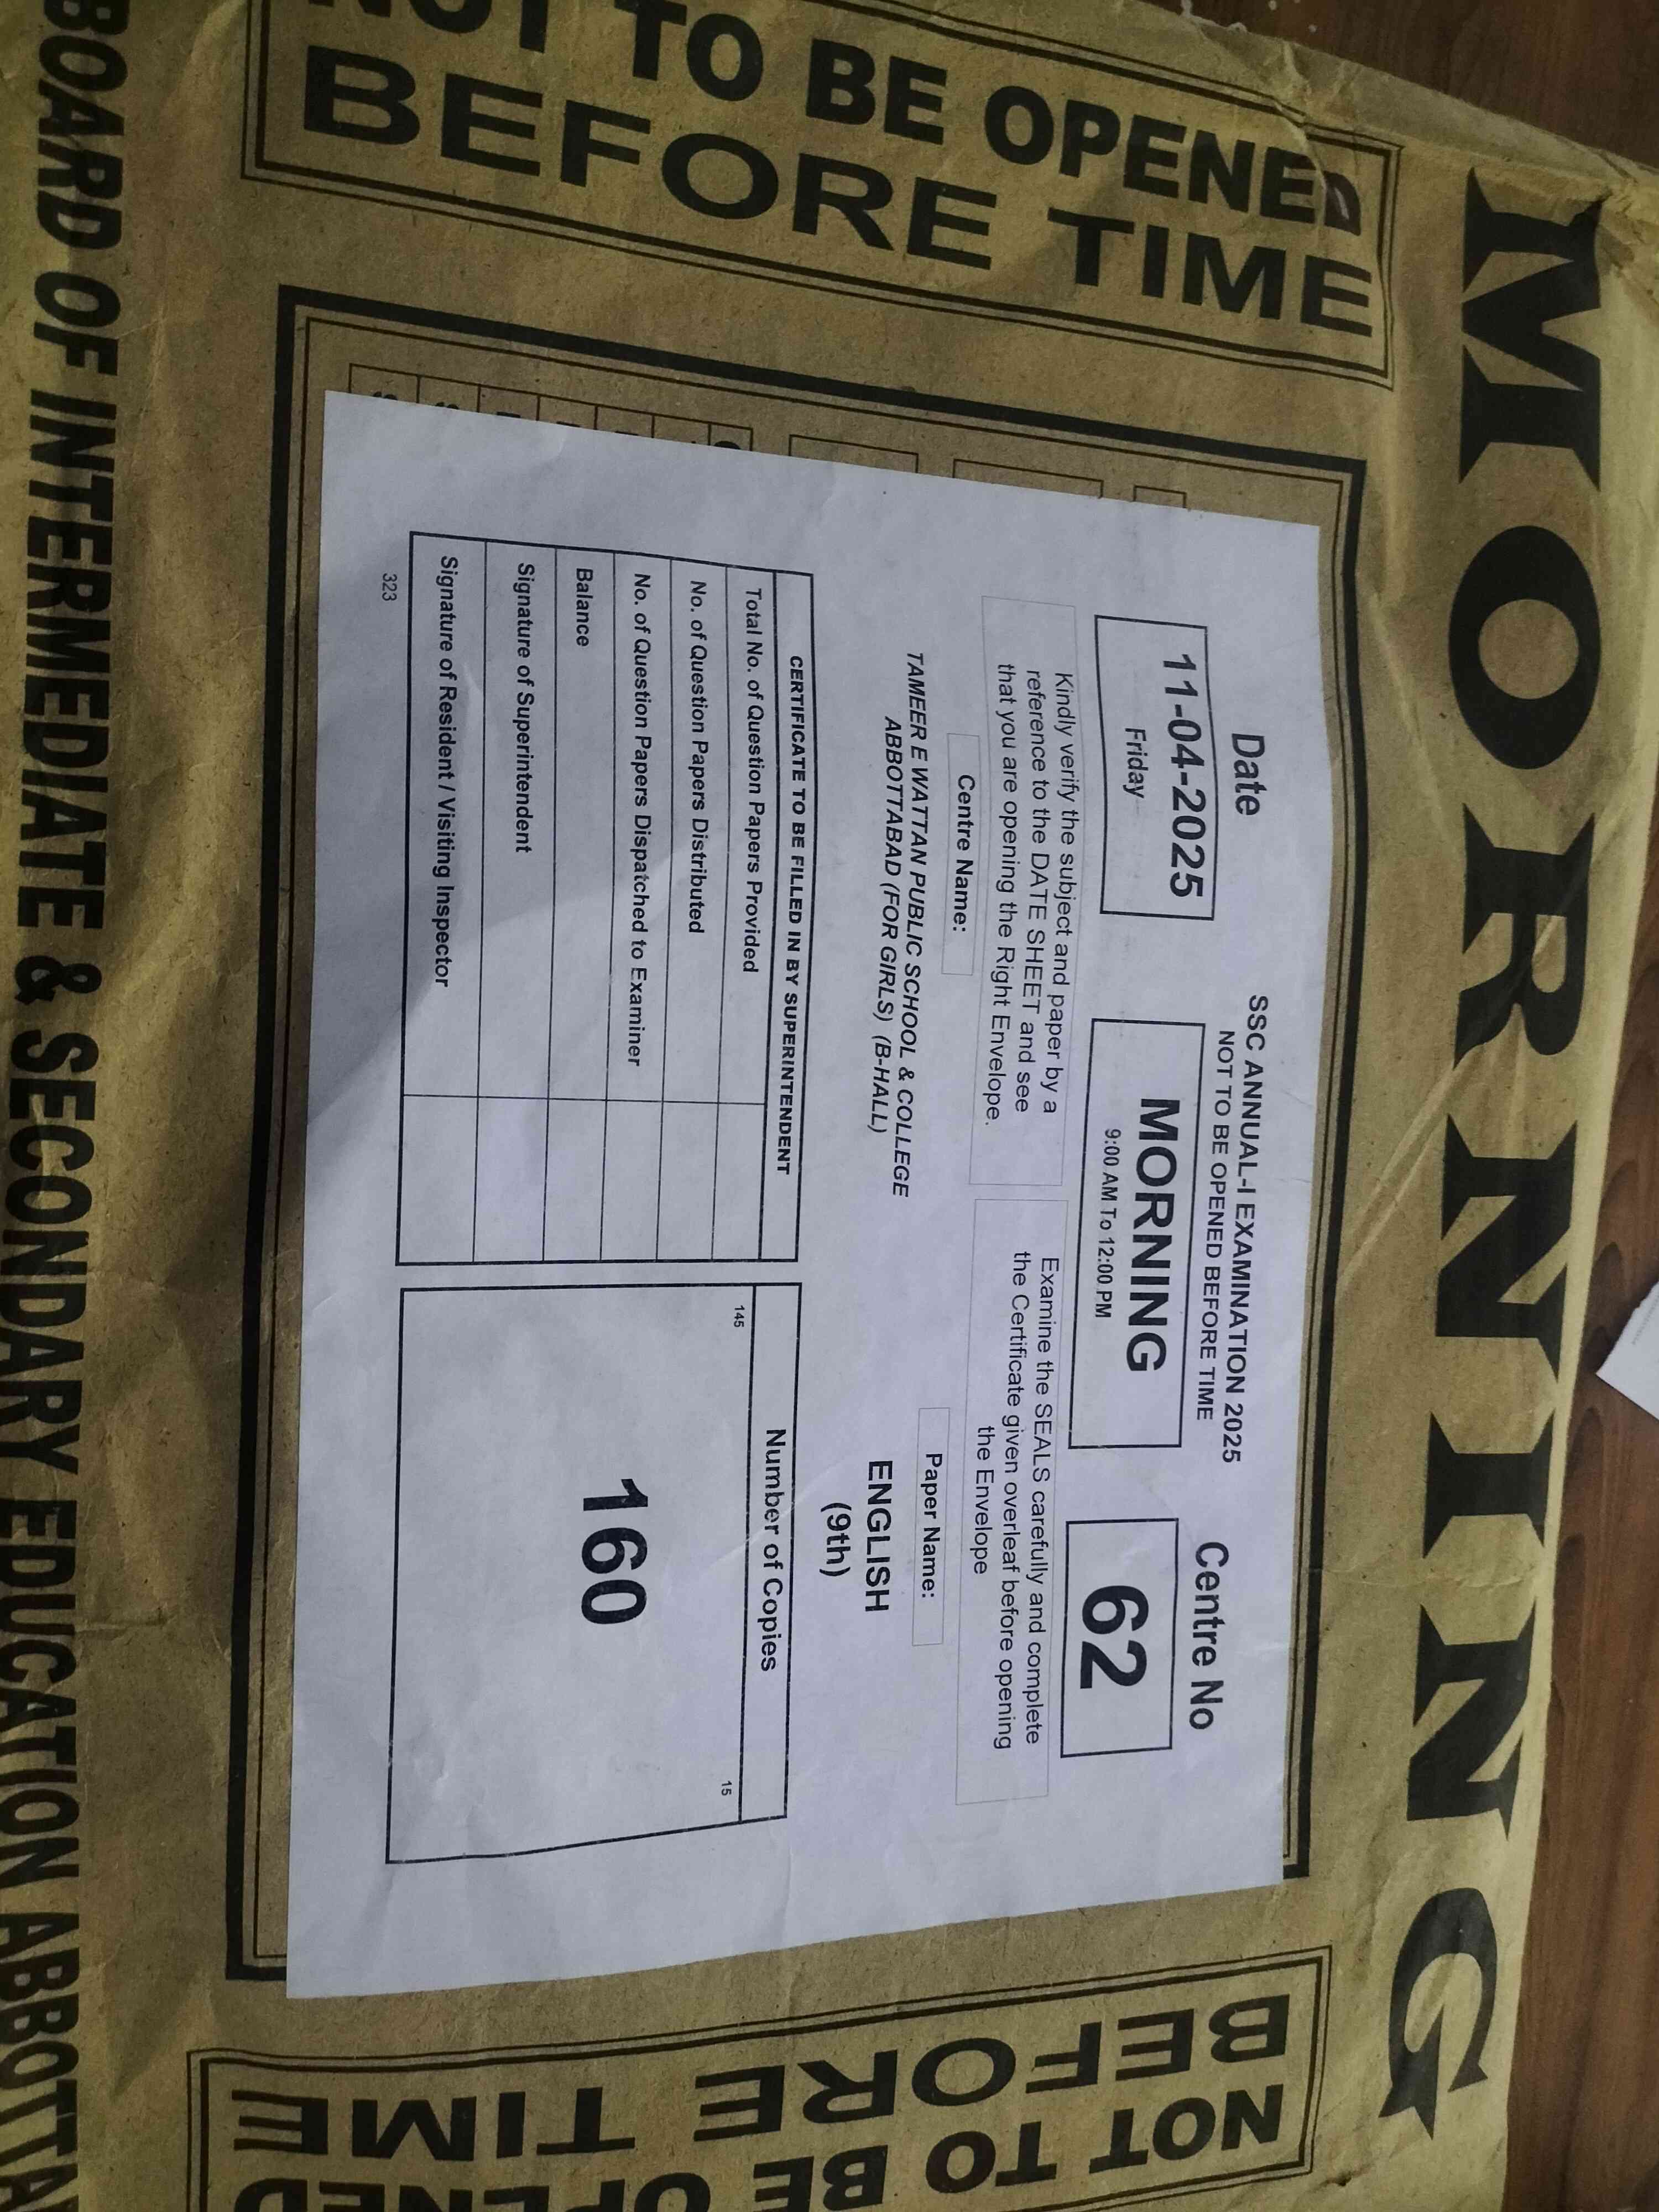 MORNING
NOT TO BE OPENED
BEFORE TIME
Date
11-04-2025
Friday
SSC ANNUAL-I EXAMINATION 2025
NOT TO BE OPENED BEFORE TIME
MORNING
9:00 AM To 12:00 PM
Centre No
62
Kindly verify the subject and paper by a
reference to the DATE SHEET and see
that you are opening the Right Envelope.
Examine the SEALS carefully and complete
the Certificate given overleaf before opening
the Envelope
Centre Name:
TAMEER E WATTAN PUBLIC SCHOOL & COLLEGE
ABBOTTABAD (FOR GIRLS) (B-HALL)
Paper Name:
ENGLISH
(9th)
CERTIFICATE TO BE FILLED IN BY SUPERINTENDENT
Total No. of Question Papers Provided
No. of Question Papers Distributed
No. of Question Papers Dispatched to Examiner
Balance
Signature of Superintendent
Signature of Resident / Visiting Inspector
323
Number of Copies
145
15
160
NOT TO BE OPENED
BEFORE TIME
BOARD OF INTERMEDIATE & SECONDARY EDUCATION ABBOTTA